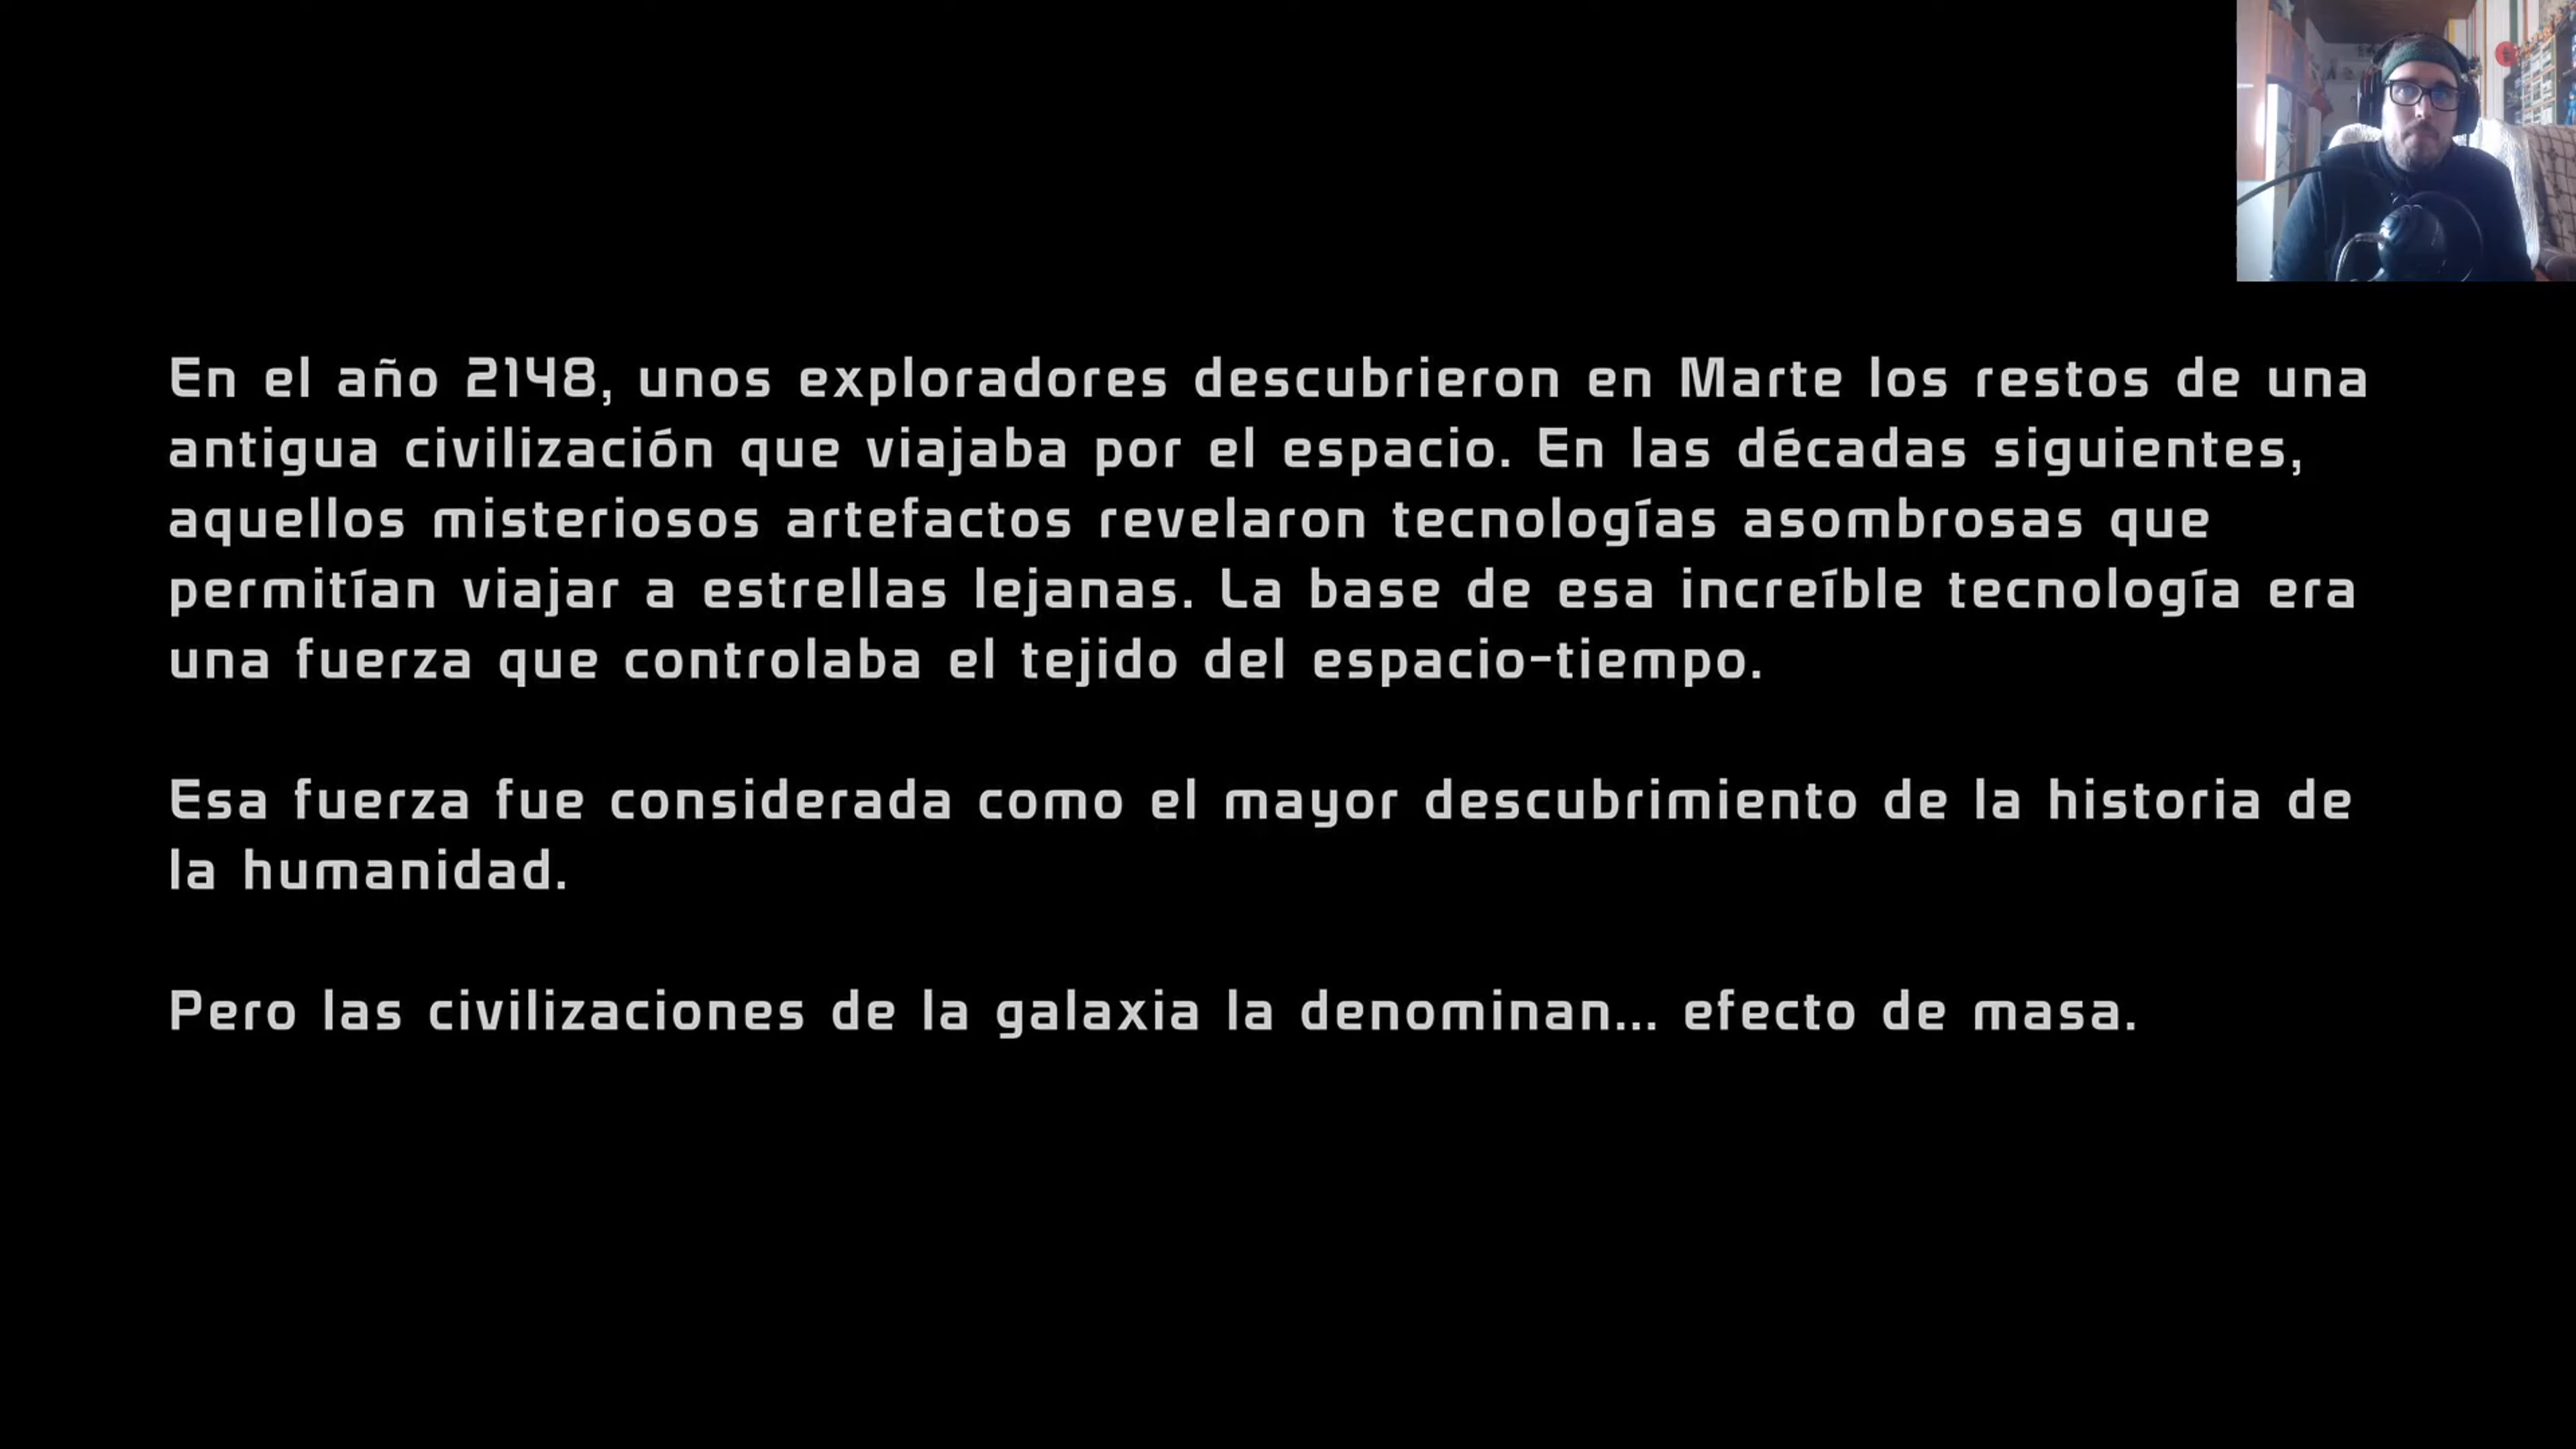 En el año 2148, unos exploradores descubrieron en Marte los restos de una
antigua civilización que viajaba por el espacio. En las décadas siguientes,
aquellos misteriosos artefactos revelaron tecnologías asombrosas que
permitían viajar a estrellas lejanas. La base de esa increíble tecnología era
una fuerza que controlaba el tejido del espacio-tiempo.
Esa fuerza fue considerada como el mayor descubrimiento de la historia de
la humanidad.
Pero las civilizaciones de la galaxia la denominan... efecto de masa.